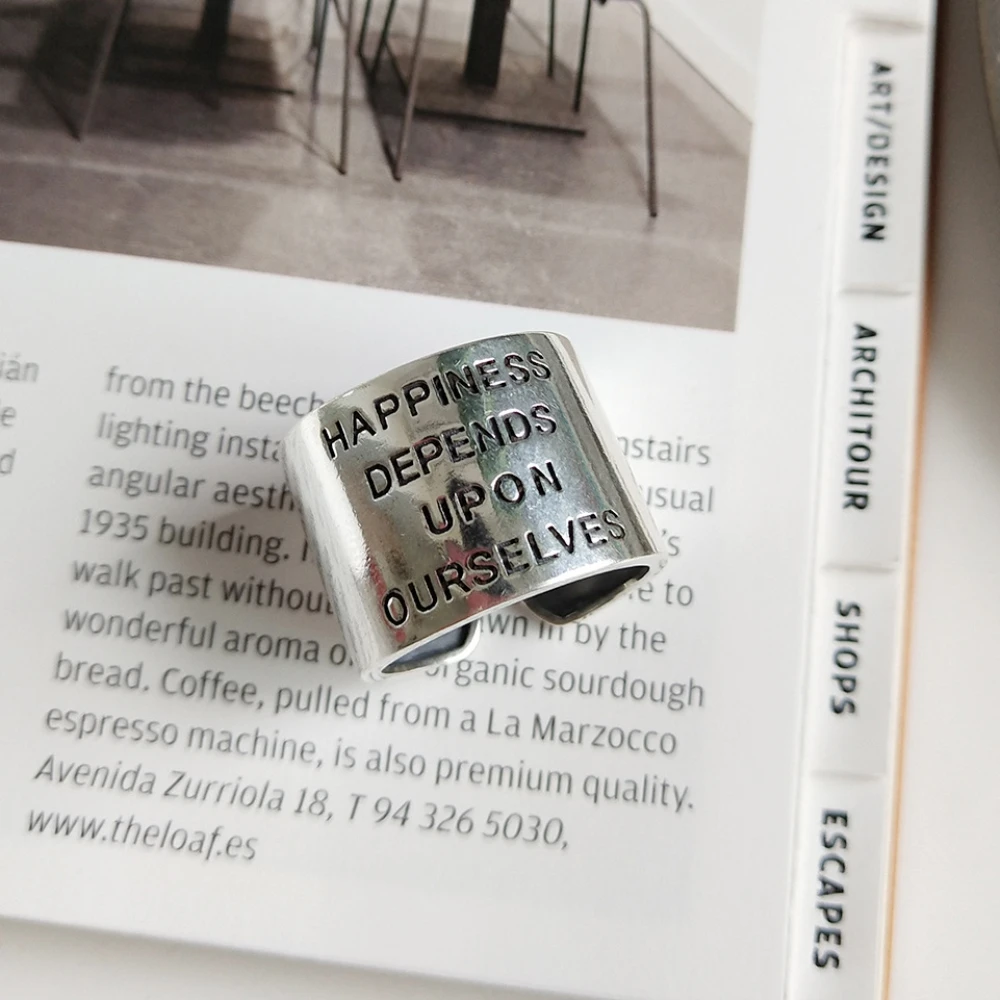 HAPPINESS
DEPENDS
UPON
OURSELVES
from the beech
lighting insta nstairs
angular aesth usual
1935 building. 's
walk past without e to
wonderful aroma o wn in by the
bread. Coffee, pulled from a La Marzocco
organic sourdough
espresso machine, is also premium quality.
Avenida Zurriola 18, T 94 326 5030,
www.theloaf.es
ART/DESIGN
ARCHITOUR
SHOPS
ESCAPES